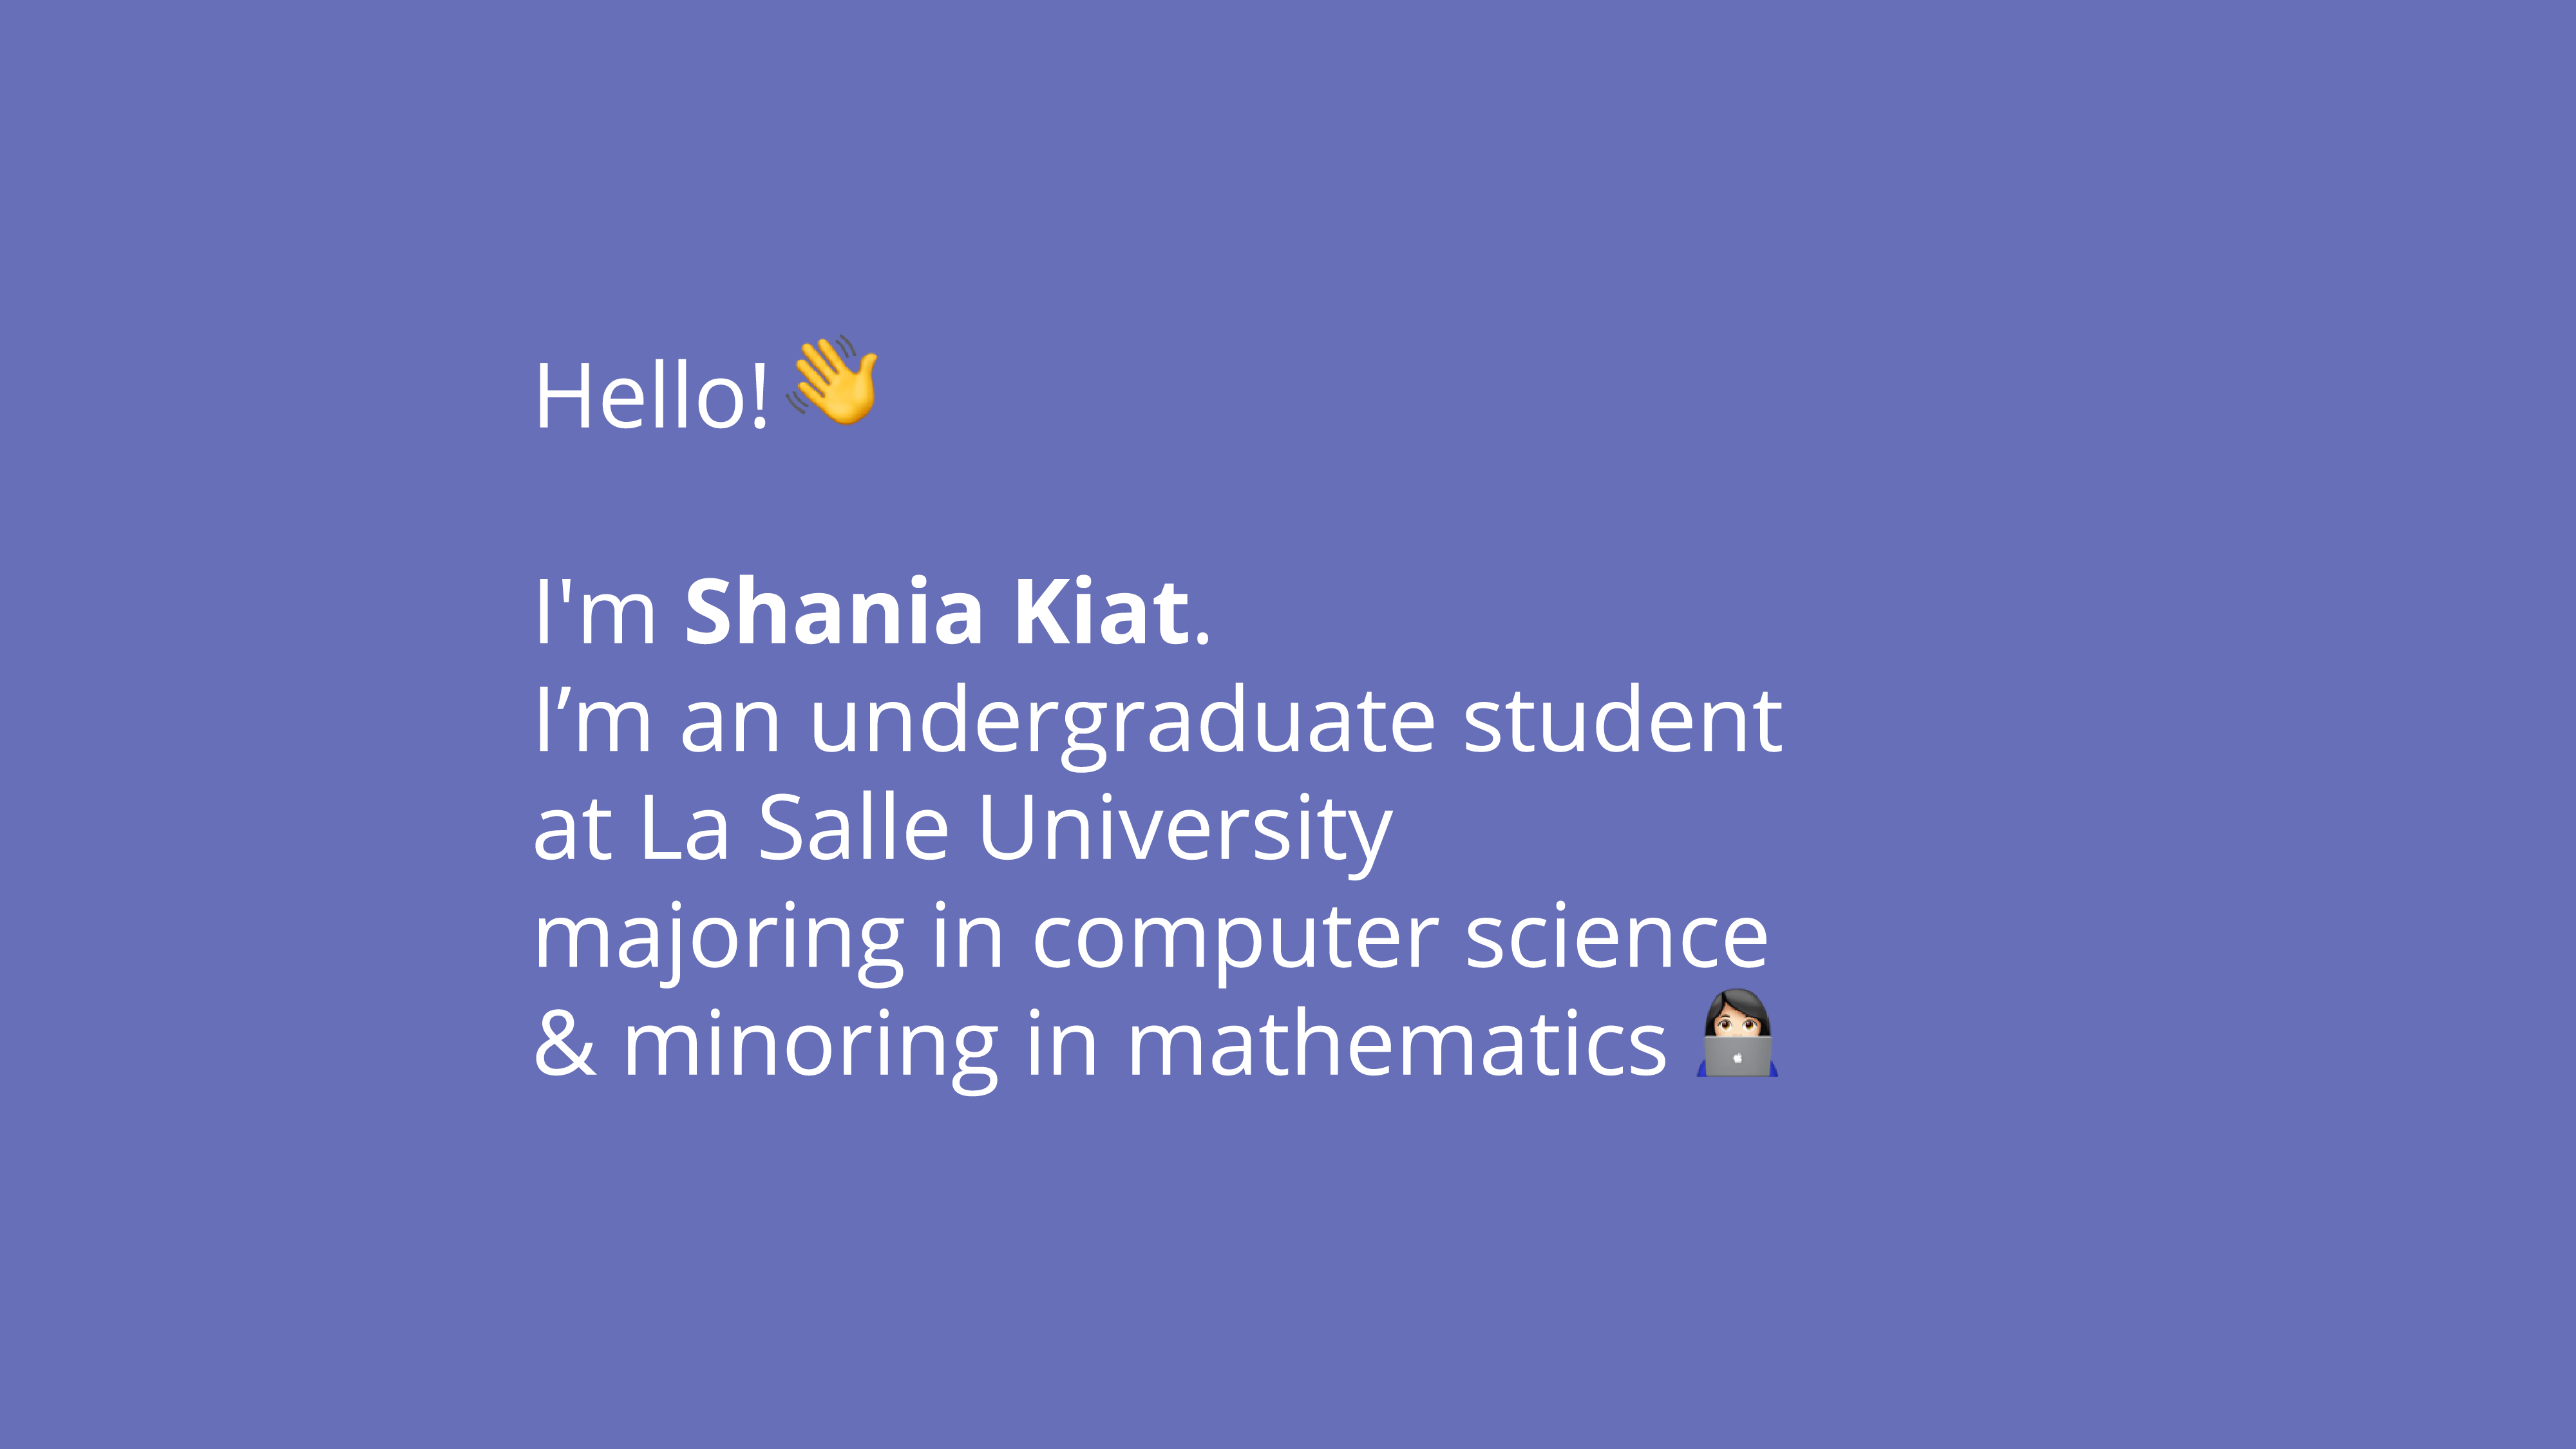 Hello! 👋
I'm Shania Kiat.
I’m an undergraduate student
at La Salle University
majoring in computer science
& minoring in mathematics 👩🏻‍💻